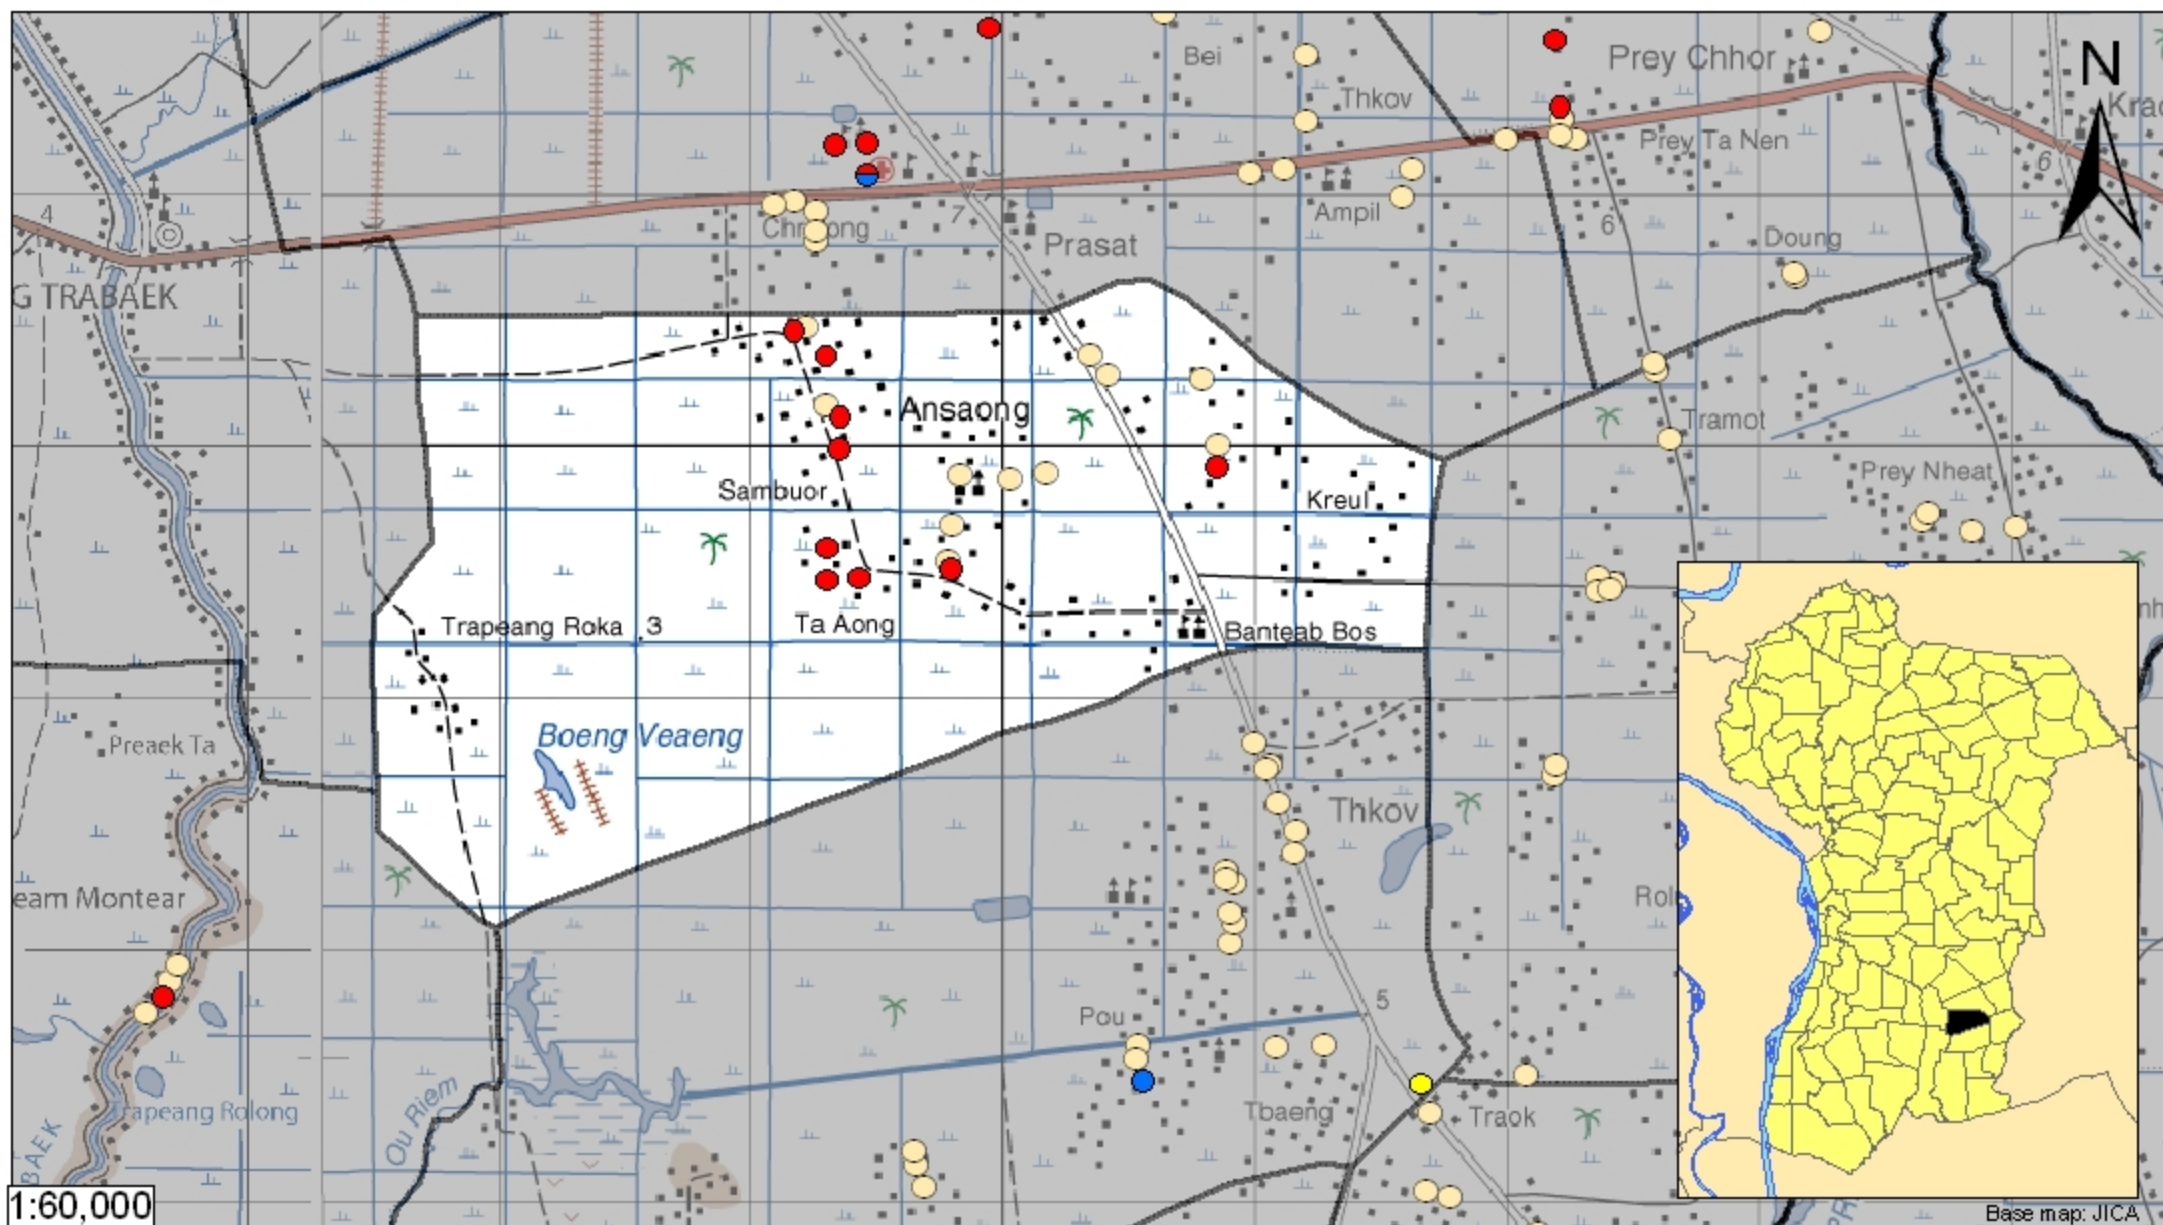 Bei
Prey Chhor
N
Thkov
Prey Ta Nen
6
4
7
Ampil
6
Prasat
Doung
G TRABAEK
Ansaong
Tramot
Sambuor
Kreul
Prey Nheat
Trapeang Roka
3
Ta Aong
Banteab Bos
Preaek Ta
Boeng Veaeng
Thkov
eam Montear
Pou
5
Trapeang Rolong
Ou Riem
Tbaeng
Traok
BAEK
1:60,000
Base map: JICA